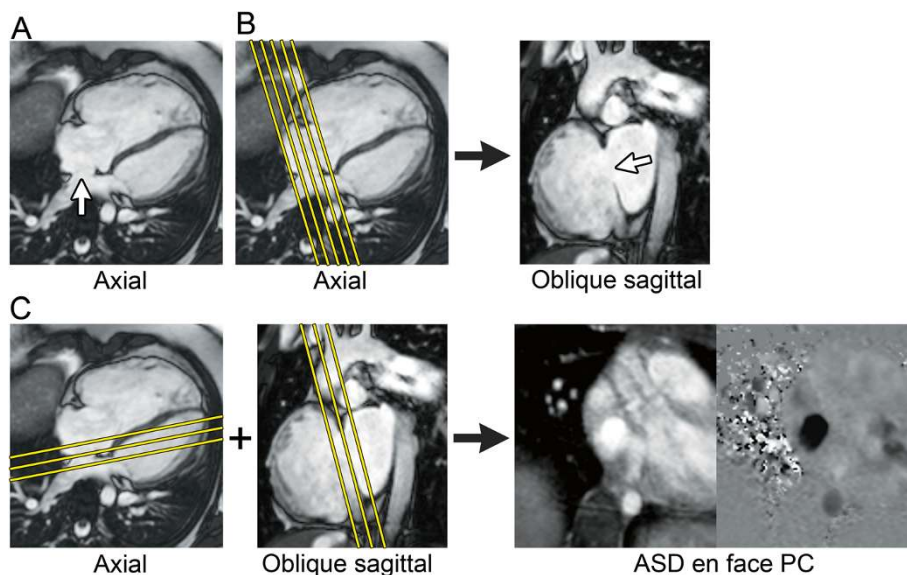 A
B
Axial
Axial
Oblique sagittal
C
+
Axial
Oblique sagittal
ASD en face PC